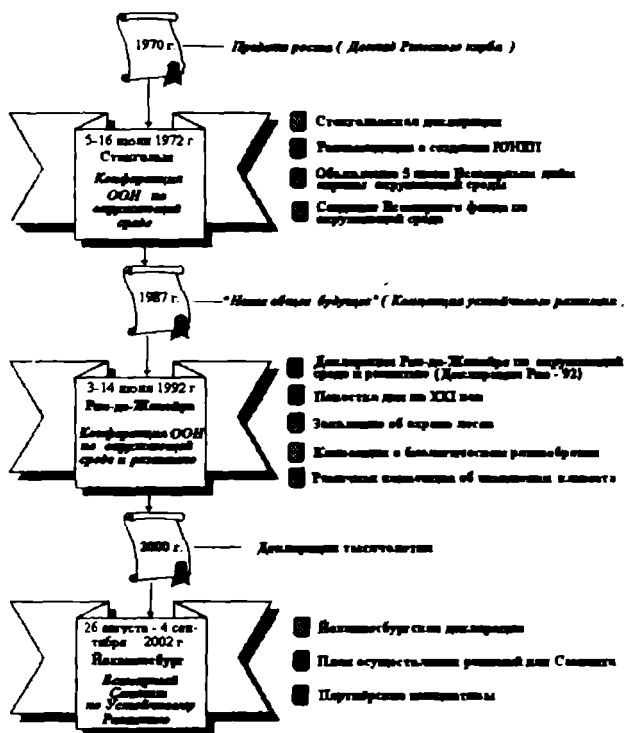 1970 г.
Пределы роста ( Доклад Римского клуба )
5-16 июня 1972 г
Стокгольм
Конференция
ООН по
окружающей
среде
Стокгольмская декларация
Рекомендация о создании ЮНЕП
Объявление 5 июня Всемирным днём
охраны окружающей среды
Создание Всемирного фонда по
окружающей среде
1987 г.
"Наше общее будущее" ( Концепция устойчивого развития
3-14 июня 1992 г
Рио-де-Жанейро
Конференция ООН
по окружающей
среде и развитию
Декларация Рио-де-Жанейро по окружающей
среде и развитию (Декларация Рио - 92)
Повестка дня на XXI век
Заявление об охране лесов
Конвенция о биологическом разнообразии
Рамочная конвенция об изменении климата
2000 г.
Декларация тысячелетия
26 августа - 4 сен-
тября 2002 г
Йоханнесбург
Всемирный
Саммит
по Устойчивому
Развитию
Йоханнесбургская декларация
План осуществления решений для Саммита
Партнёрские инициативы